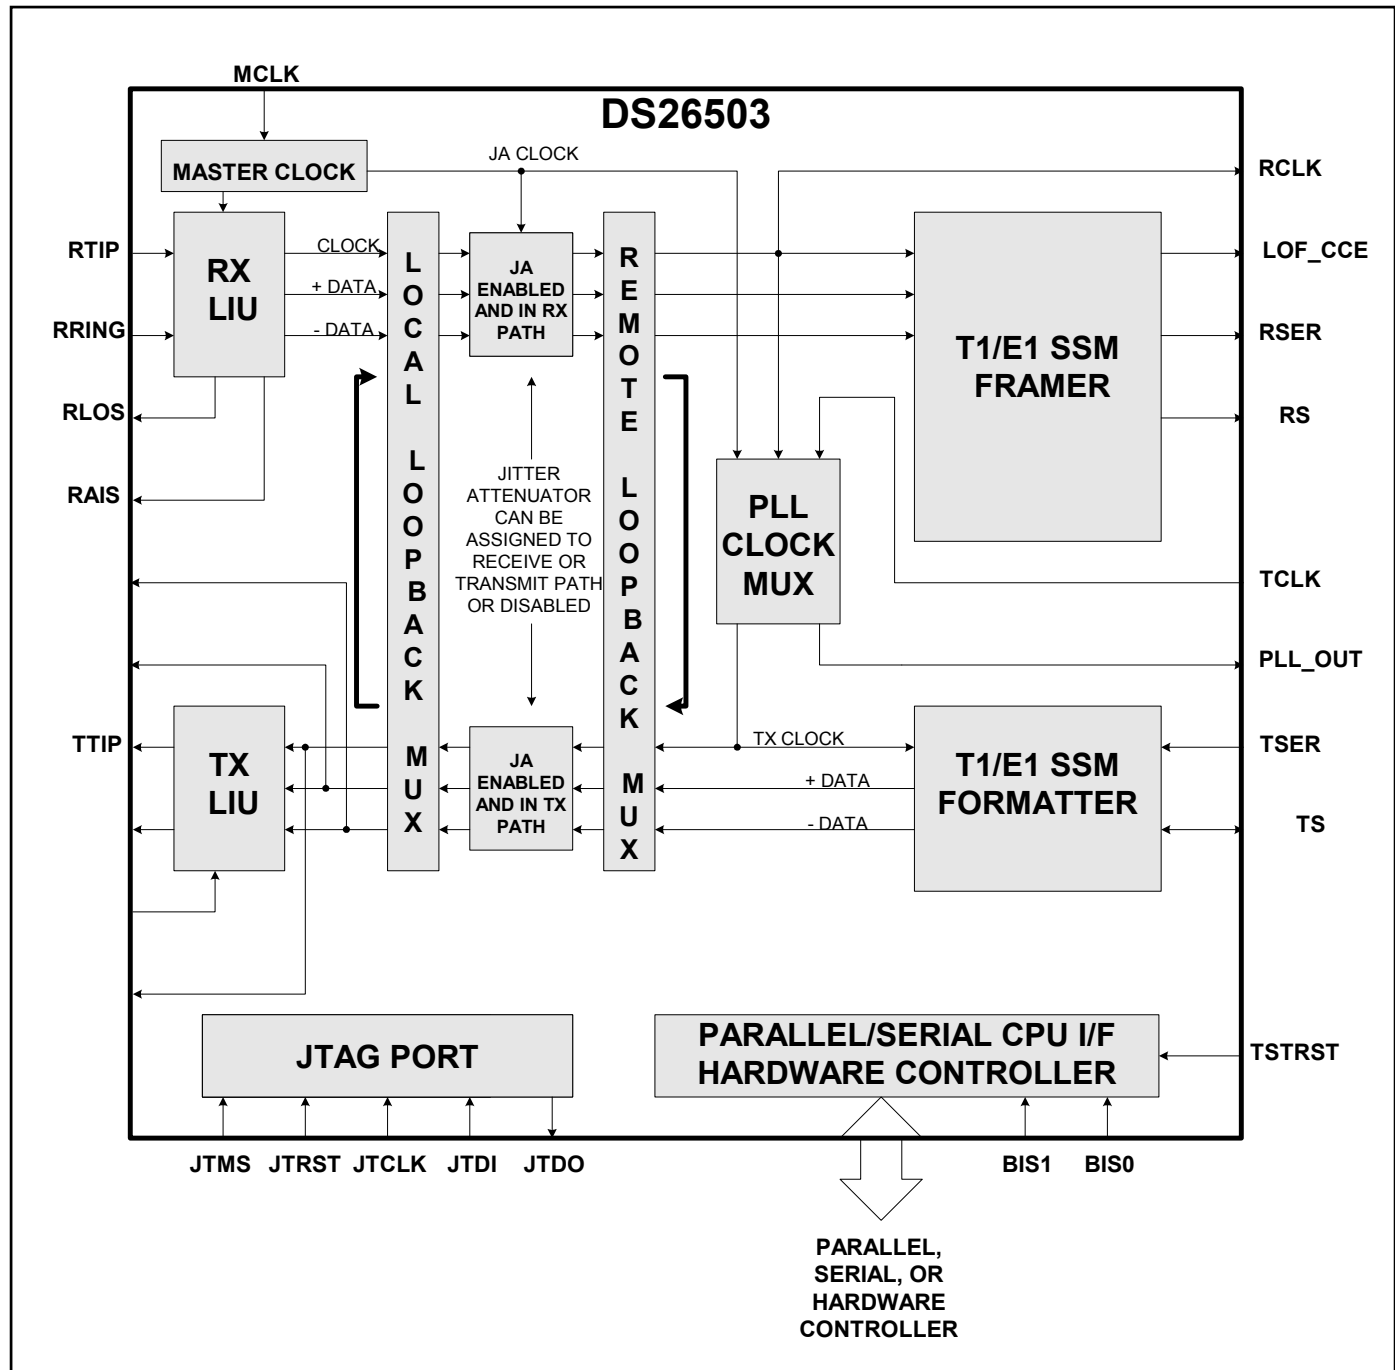 MCLK
DS26503
MASTER CLOCK
JA CLOCK
RCLK
RTIP
RX
LIU
CLOCK
+ DATA
- DATA
RRING
RLOS
RAIS
LOCAL LOOPBACK MUX
JA
ENABLED
AND IN RX
PATH
REMOTE LOOPBACK MUX
T1/E1 SSM
FRAMER
LOF_CCE
RSER
RS
JITTER
ATTENUATOR
CAN BE
ASSIGNED TO
RECEIVE OR
TRANSMIT PATH
OR DISABLED
PLL
CLOCK
MUX
TCLK
PLL_OUT
TTIP
TX
LIU
JA
ENABLED
AND IN TX
PATH
TX CLOCK
+ DATA
- DATA
T1/E1 SSM
FORMATTER
TSER
TS
JTAG PORT
PARALLEL/SERIAL CPU I/F
HARDWARE CONTROLLER
TSTRST
JTMS
JTRST
JTCLK
JTDI
JTDO
BIS1
BIS0
PARALLEL,
SERIAL, OR
HARDWARE
CONTROLLER